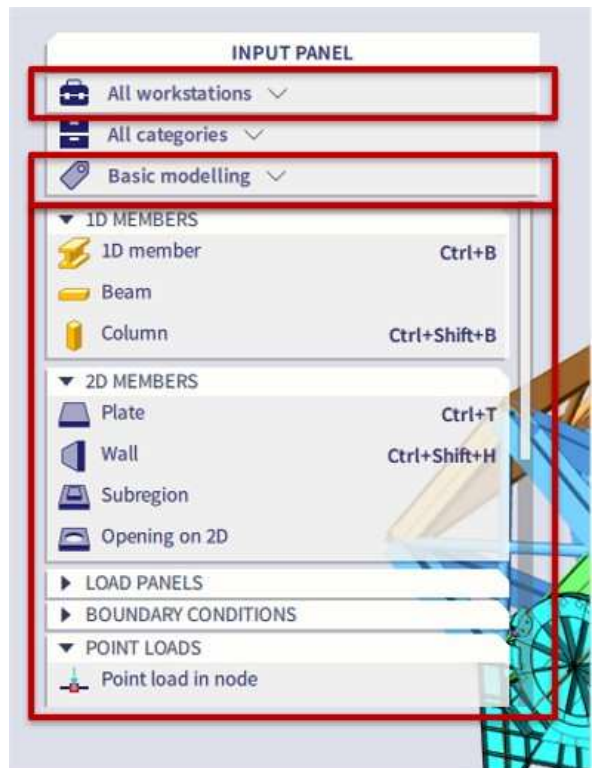 INPUT PANEL
All workstations
All categories
Basic modelling
1D MEMBERS
1D member Ctrl+B
Beam
Column Ctrl+Shift+B
2D MEMBERS
Plate Ctrl+T
Wall Ctrl+Shift+H
Subregion
Opening on 2D
LOAD PANELS
BOUNDARY CONDITIONS
POINT LOADS
Point load in node